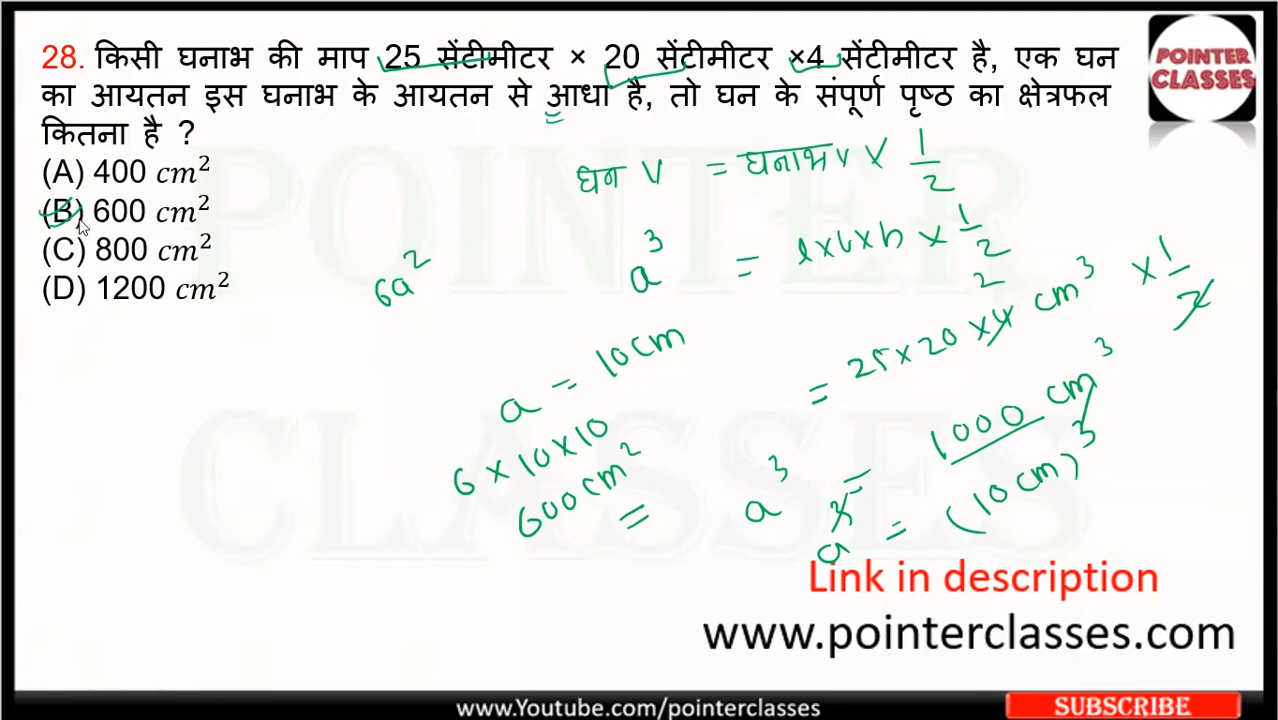 28. किसी घनाभ की माप 25 सेंटीमीटर × 20 सेंटीमीटर ×4 सेंटीमीटर है, एक घन
का आयतन इस घनाभ के आयतन से आधा है, तो घन के संपूर्ण पृष्ठ का क्षेत्रफल
कितना है ?
(A) 400 cm²
(B) 600 cm²
(C) 800 cm²
(D) 1200 cm²
POINTER
CLASSES
घन V = घनाभ V × 1/2
6a²
a³ = l×b×h × 1/2
= 25×20×4 cm³ × 1/2
2
a = 10cm
1000 cm³
6×10×10
600cm²
=
a³ =
a = (10 cm)³
POINTER
CLASSES
Link in description
www.pointerclasses.com
www.Youtube.com/pointerclasses
SUBSCRIBE